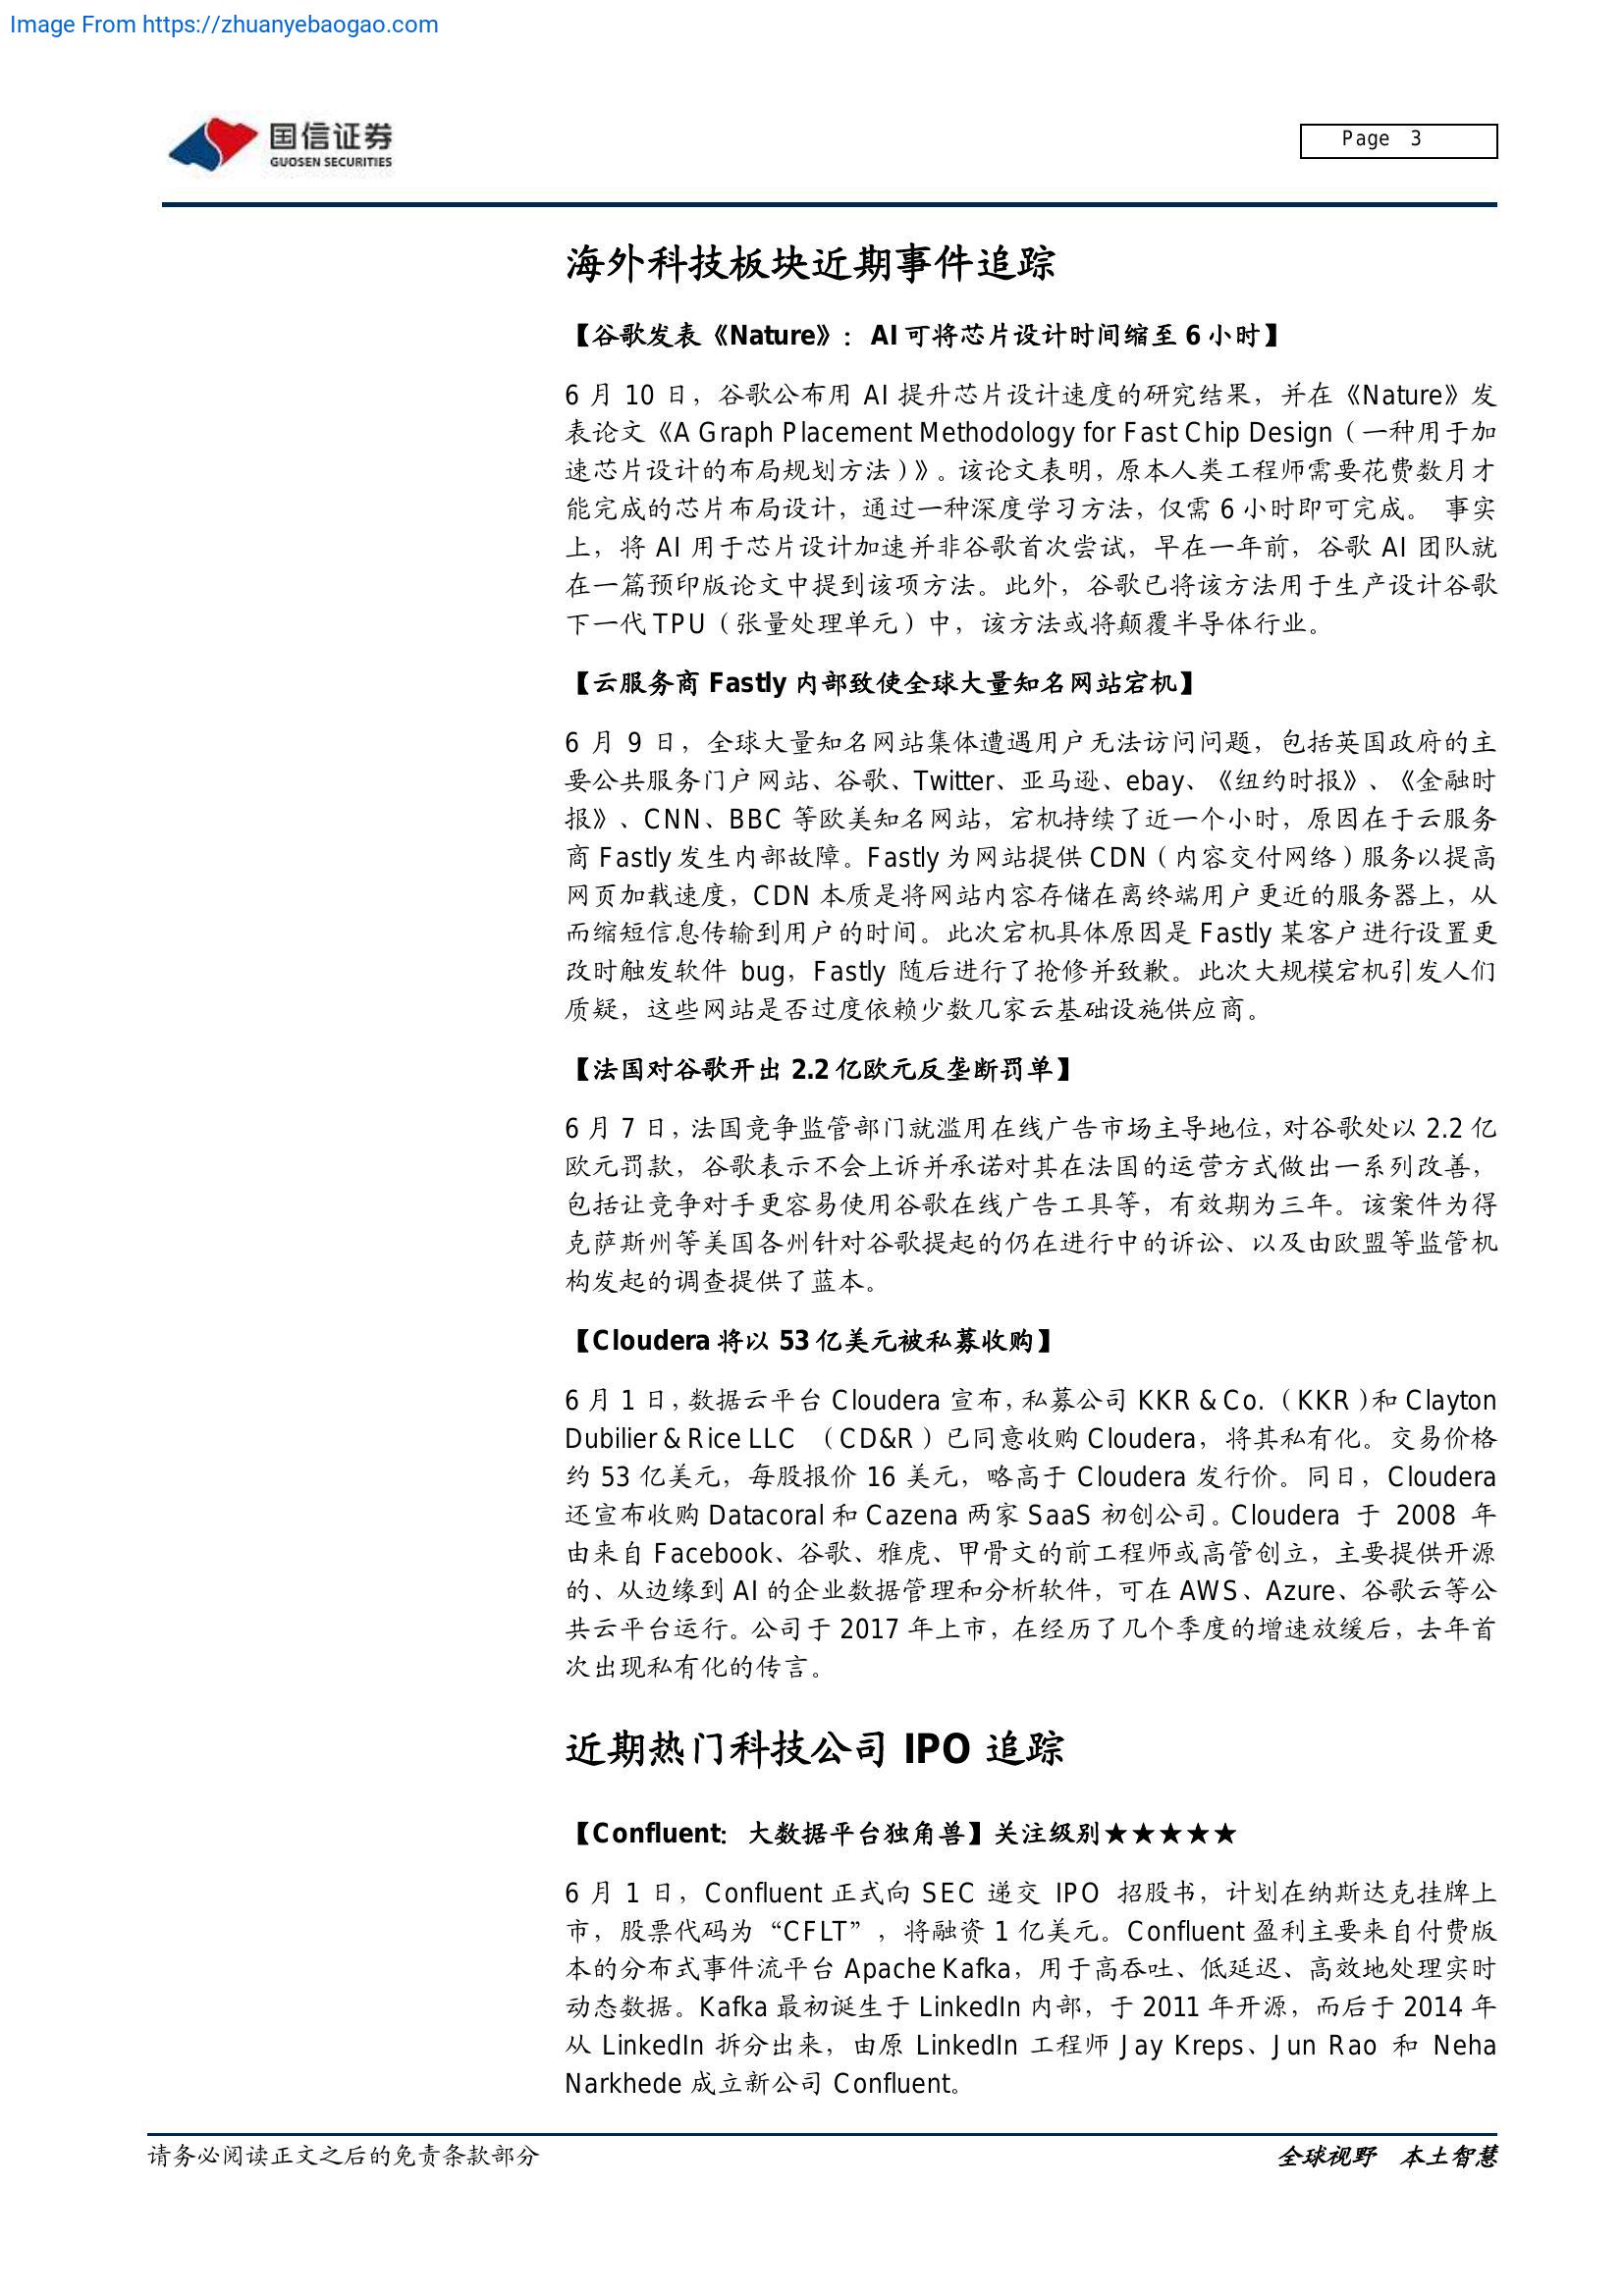 Image From https://zhuanyebaogao.com
国信证券
GUOSEN SECURITIES
Page 3
海外科技板块近期事件追踪
【谷歌发表《Nature》：AI 可将芯片设计时间缩至 6 小时】
6 月 10 日，谷歌公布用 AI 提升芯片设计速度的研究结果，并在《Nature》发
表论文《A Graph Placement Methodology for Fast Chip Design（一种用于加
速芯片设计的布局规划方法）》。该论文表明，原本人类工程师需要花费数月才
能完成的芯片布局设计，通过一种深度学习方法，仅需 6 小时即可完成。 事实
上，将 AI 用于芯片设计加速并非谷歌首次尝试，早在一年前，谷歌 AI 团队就
在一篇预印版论文中提到该项方法。此外，谷歌已将该方法用于生产设计谷歌
下一代 TPU（张量处理单元）中，该方法或将颠覆半导体行业。
【云服务商 Fastly 内部致使全球大量知名网站宕机】
6 月 9 日，全球大量知名网站集体遭遇用户无法访问问题，包括英国政府的主
要公共服务门户网站、谷歌、Twitter、亚马逊、ebay、《纽约时报》、《金融时
报》、CNN、BBC 等欧美知名网站，宕机持续了近一个小时，原因在于云服务
商 Fastly 发生内部故障。Fastly 为网站提供 CDN（内容交付网络）服务以提高
网页加载速度，CDN 本质是将网站内容存储在离终端用户更近的服务器上，从
而缩短信息传输到用户的时间。此次宕机具体原因是 Fastly 某客户进行设置更
改时触发软件 bug，Fastly 随后进行了抢修并致歉。此次大规模宕机引发人们
质疑，这些网站是否过度依赖少数几家云基础设施供应商。
【法国对谷歌开出 2.2 亿欧元反垄断罚单】
6 月 7 日，法国竞争监管部门就滥用在线广告市场主导地位，对谷歌处以 2.2 亿
欧元罚款，谷歌表示不会上诉并承诺对其在法国的运营方式做出一系列改善，
包括让竞争对手更容易使用谷歌在线广告工具等，有效期为三年。该案件为得
克萨斯州等美国各州针对谷歌提起的仍在进行中的诉讼、以及由欧盟等监管机
构发起的调查提供了蓝本。
【Cloudera 将以 53 亿美元被私募收购】
6 月 1 日，数据云平台 Cloudera 宣布，私募公司 KKR & Co.（KKR）和 Clayton
Dubilier & Rice LLC （CD&R）已同意收购 Cloudera，将其私有化。交易价格
约 53 亿美元，每股报价 16 美元，略高于 Cloudera 发行价。同日，Cloudera
还宣布收购 Datacoral 和 Cazena 两家 SaaS 初创公司。Cloudera 于 2008 年
由来自 Facebook、谷歌、雅虎、甲骨文的前工程师或高管创立，主要提供开源
的、从边缘到 AI 的企业数据管理和分析软件，可在 AWS、Azure、谷歌云等公
共云平台运行。公司于 2017 年上市，在经历了几个季度的增速放缓后，去年首
次出现私有化的传言。
近期热门科技公司 IPO 追踪
【Confluent：大数据平台独角兽】关注级别★★★★★
6 月 1 日，Confluent 正式向 SEC 递交 IPO 招股书，计划在纳斯达克挂牌上
市，股票代码为“CFLT”，将融资 1 亿美元。Confluent 盈利主要来自付费版
本的分布式事件流平台 Apache Kafka，用于高吞吐、低延迟、高效地处理实时
动态数据。Kafka 最初诞生于 LinkedIn 内部，于 2011 年开源，而后于 2014 年
从 LinkedIn 拆分出来，由原 LinkedIn 工程师 Jay Kreps、Jun Rao 和 Neha
Narkhede 成立新公司 Confluent。
请务必阅读正文之后的免责条款部分
全球视野 本土智慧